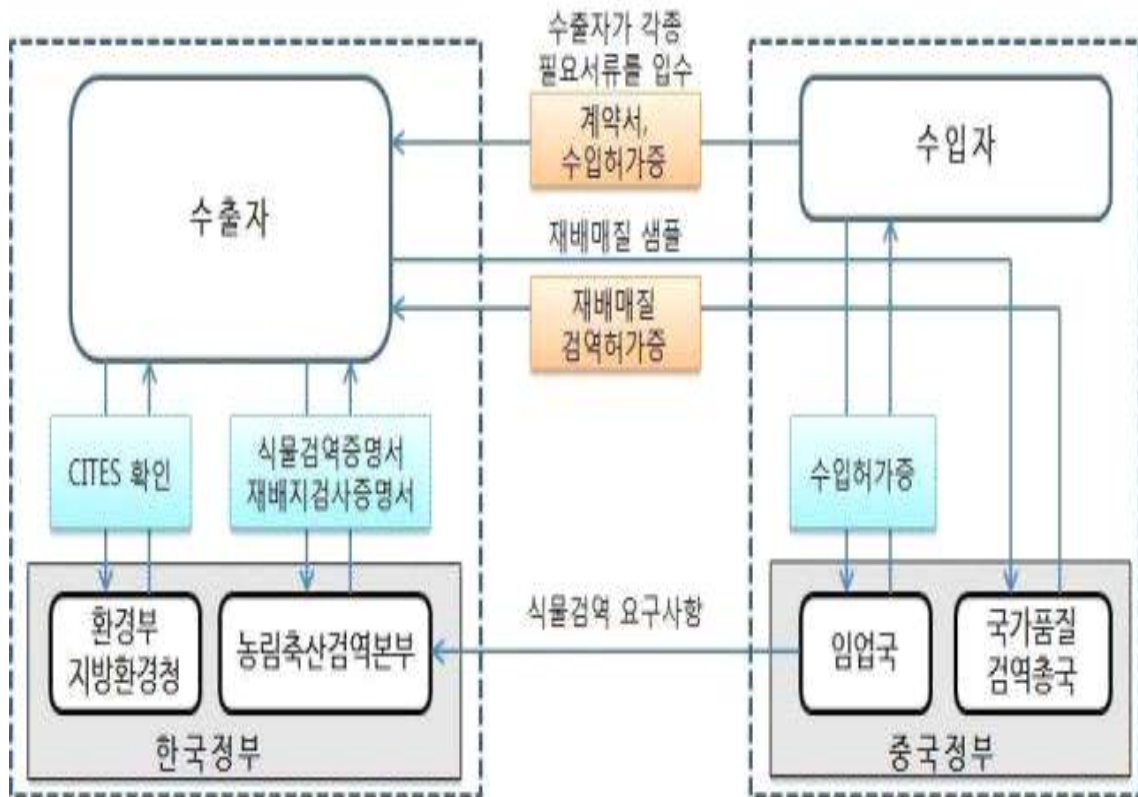 수출자가 각종
필요서류를 입수
계약서,
수입허가증
수입자
수출자
재배매질 샘플
재배매질
검역허가증
CITES 확인
식물검역증명서
재배지검사증명서
수입허가증
환경부
지방환경청
농림축산검역본부
식물검역 요구사항
임업국
국가품질
검역총국
한국정부
중국정부